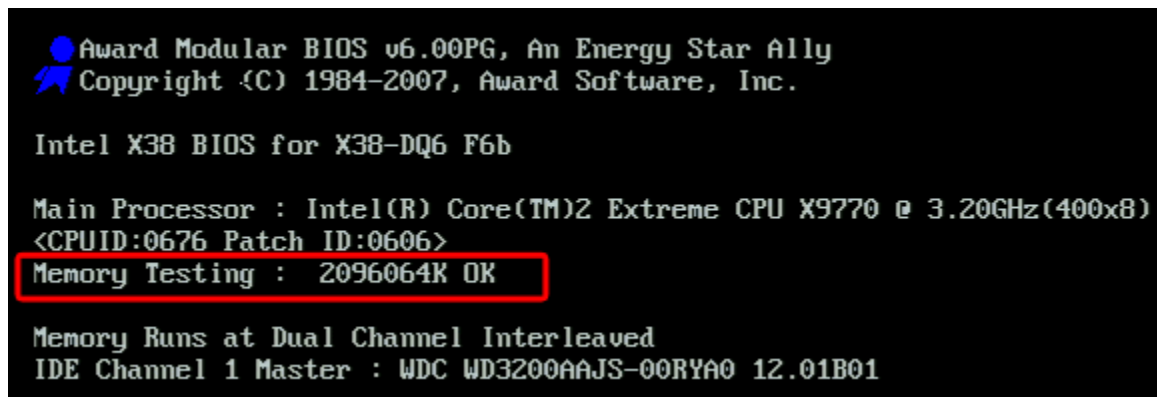 Award Modular BIOS v6.00PG, An Energy Star Ally
Copyright (C) 1984-2007, Award Software, Inc.
Intel X38 BIOS for X38-DQ6 F6b
Main Processor : Intel(R) Core(TM)2 Extreme CPU X9770 @ 3.20GHz(400x8)
<CPUID:0676 Patch ID:0606>
Memory Testing :  2096064K OK
Memory Runs at Dual Channel Interleaved
IDE Channel 1 Master : WDC WD3200AAJS-00RYA0 12.01B01